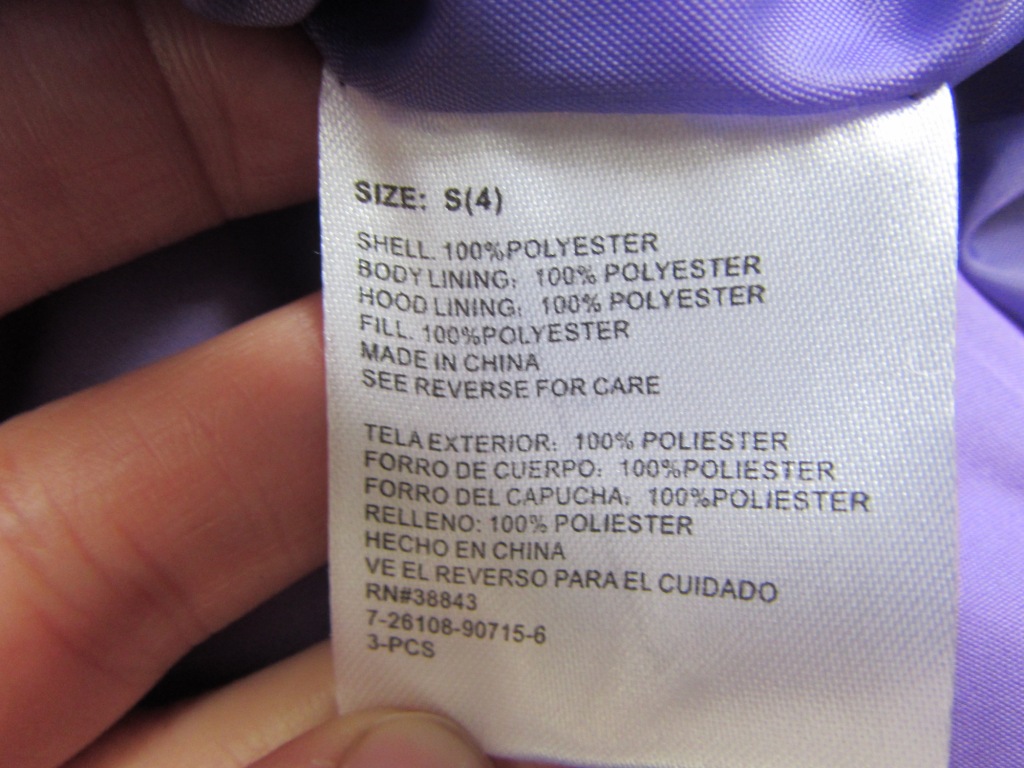 SIZE: S(4)
SHELL. 100%POLYESTER
BODY LINING: 100% POLYESTER
HOOD LINING: 100% POLYESTER
FILL. 100%POLYESTER
MADE IN CHINA
SEE REVERSE FOR CARE
TELA EXTERIOR: 100% POLIESTER
FORRO DE CUERPO: 100%POLIESTER
FORRO DEL CAPUCHA: 100%POLIESTER
RELLENO: 100% POLIESTER
HECHO EN CHINA
VE EL REVERSO PARA EL CUIDADO
RN#38843
7-26108-90715-6
3-PCS